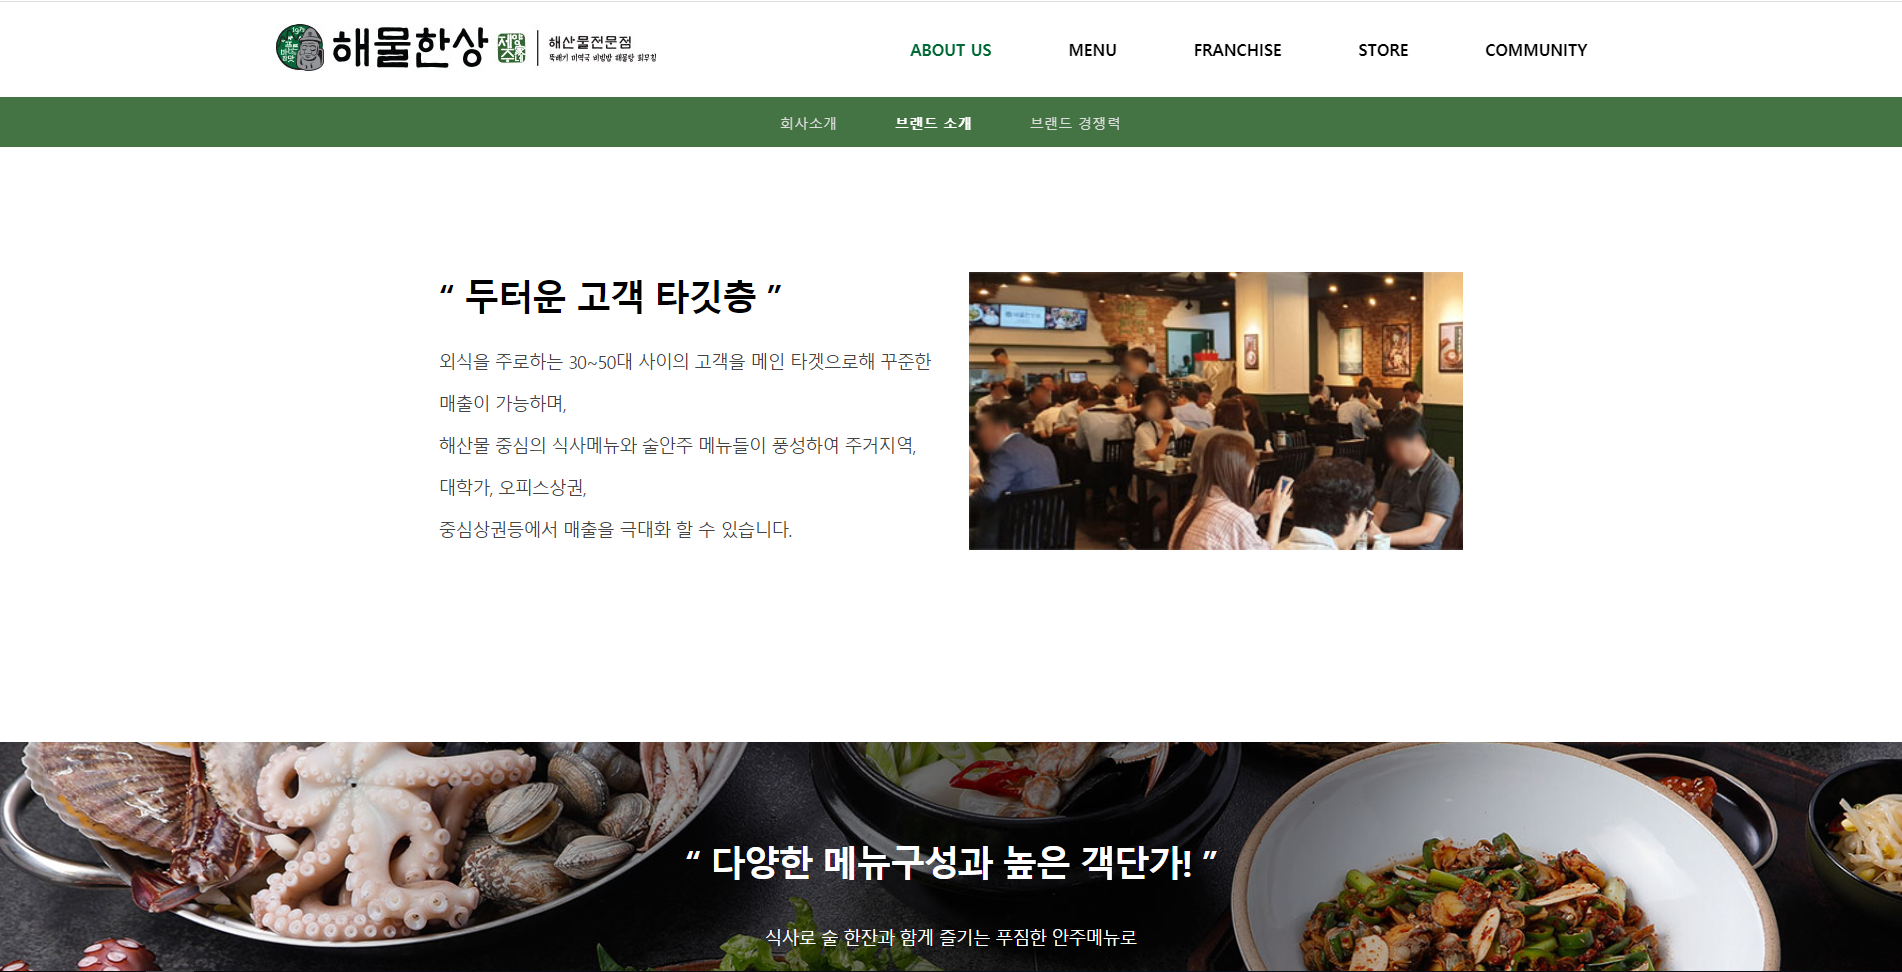 해물한상 제주양가 해산물전문점
뚝배기 미역국 비빔밥 해물탕 회무침
ABOUT US MENU FRANCHISE STORE COMMUNITY
회사소개 브랜드 소개 브랜드 경쟁력
“ 두터운 고객 타깃층 ”
외식을 주로하는 30~50대 사이의 고객을 메인 타겟으로해 꾸준한
매출이 가능하며,
해산물 중심의 식사메뉴와 술안주 메뉴들이 풍성하여 주거지역,
대학가, 오피스상권,
중심상권등에서 매출을 극대화 할 수 있습니다.
“ 다양한 메뉴구성과 높은 객단가! ”
식사로 술 한잔과 함게 즐기는 푸짐한 안주메뉴로